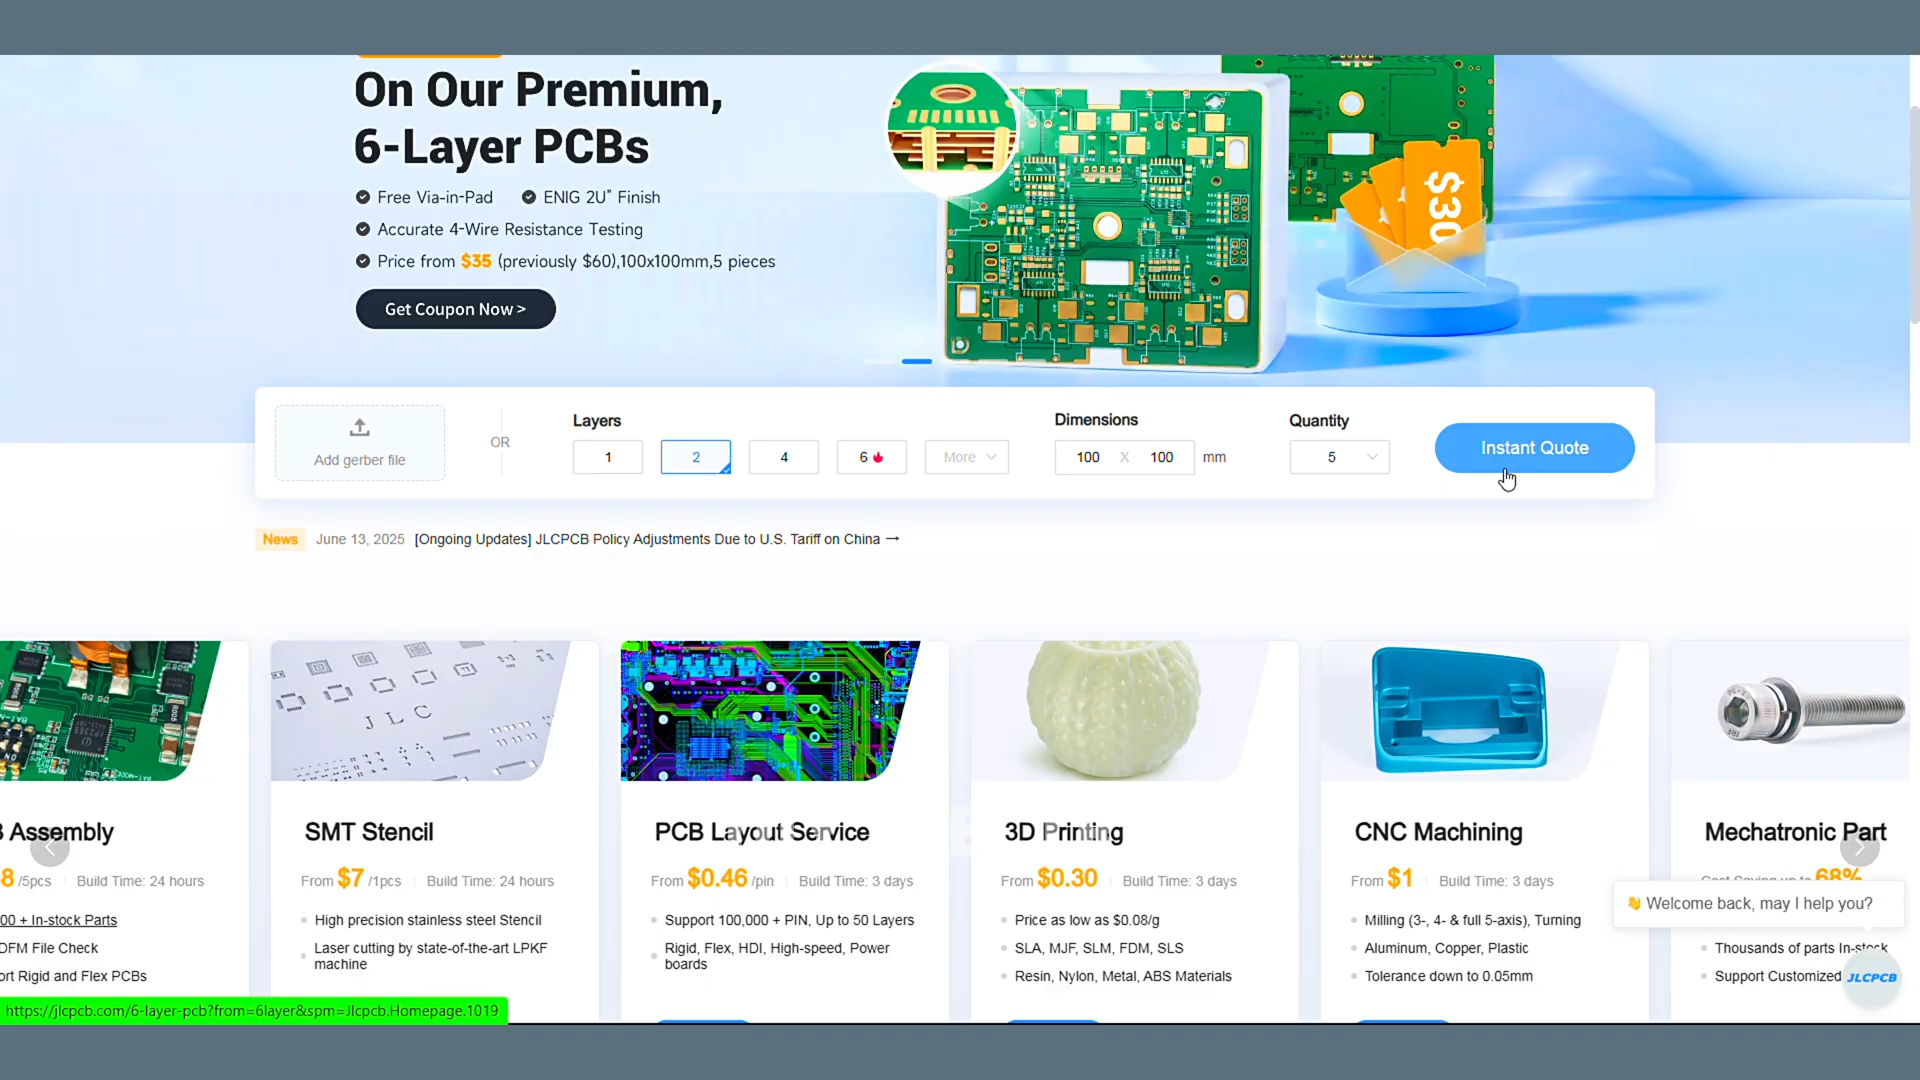 On Our Premium,
6-Layer PCBs
Free Via-in-Pad ENIG 2U" Finish
Accurate 4-Wire Resistance Testing
Price from $35 (previously $60),100x100mm,5 pieces
Get Coupon Now >
$30
Add gerber file
OR
Layers
1 2 4 6 More
Dimensions
100 X 100 mm
Quantity
5
Instant Quote
News June 13, 2025 [Ongoing Updates] JLCPCB Policy Adjustments Due to U.S. Tariff on China →
JLC
B Assembly
8 /5pcs Build Time: 24 hours
00 + In-stock Parts
DFM File Check
ort Rigid and Flex PCBs
SMT Stencil
From $7 /1pcs Build Time: 24 hours
High precision stainless steel Stencil
Laser cutting by state-of-the-art LPKF
machine
PCB Layout Service
From $0.46 /pin Build Time: 3 days
Support 100,000 + PIN, Up to 50 Layers
Rigid, Flex, HDI, High-speed, Power
boards
3D Printing
From $0.30 Build Time: 3 days
Price as low as $0.08/g
SLA, MJF, SLM, FDM, SLS
Resin, Nylon, Metal, ABS Materials
CNC Machining
From $1 Build Time: 3 days
Milling (3-, 4- & full 5-axis), Turning
Aluminum, Copper, Plastic
Tolerance down to 0.05mm
Mechatronic Part
Cost Saving up to 68%
Welcome back, may I help you?
Thousands of parts In-stock
Support Customized
JLCPCB
https://jlcpcb.com/6-layer-pcb?from=6layer&spm=Jlcpcb.Homepage.1019